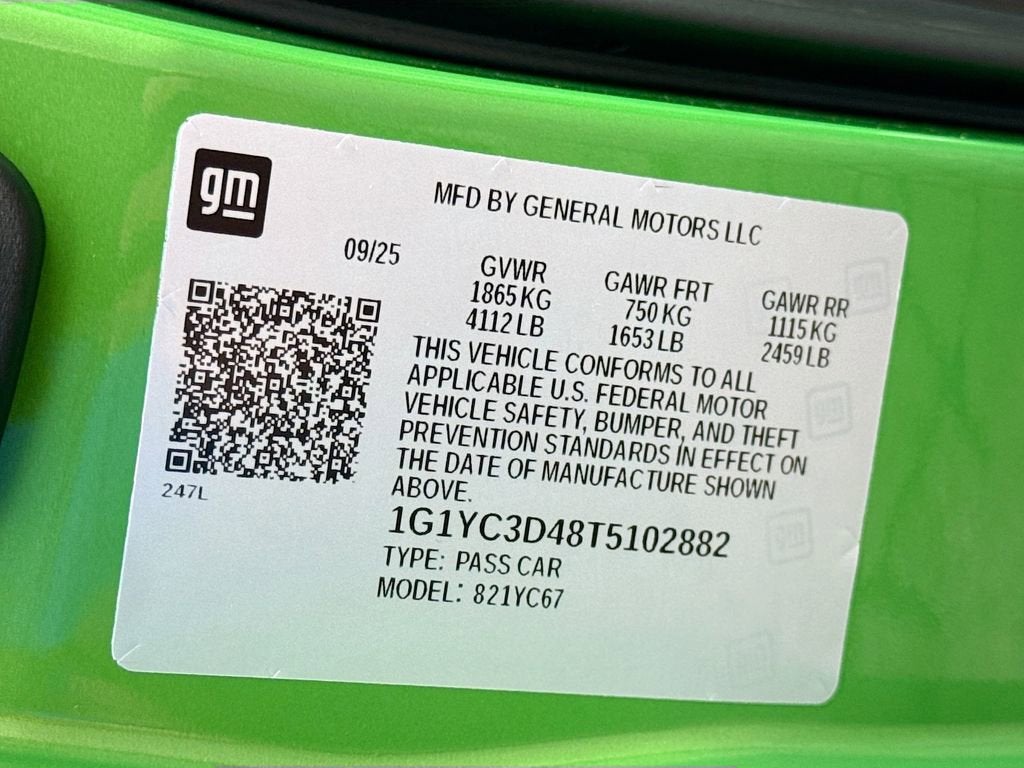 gm
MFD BY GENERAL MOTORS LLC
09/25
GVWR
1865 KG
4112 LB
GAWR FRT
750 KG
1653 LB
GAWR RR
1115 KG
2459 LB
THIS VEHICLE CONFORMS TO ALL
APPLICABLE U.S. FEDERAL MOTOR
VEHICLE SAFETY, BUMPER, AND THEFT
PREVENTION STANDARDS IN EFFECT ON
THE DATE OF MANUFACTURE SHOWN
ABOVE.
1G1YC3D48T5102882
TYPE: PASS CAR
MODEL: 821YC67
247L